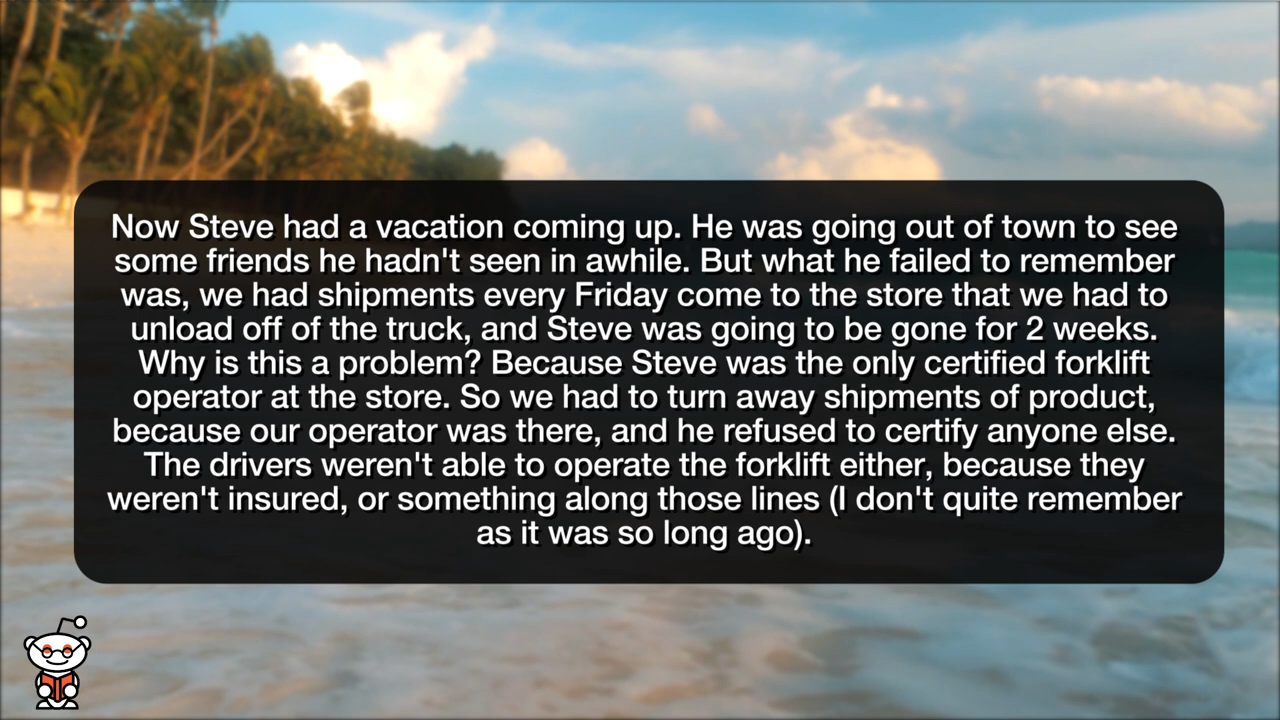 Now Steve had a vacation coming up. He was going out of town to see
some friends he hadn't seen in awhile. But what he failed to remember
was, we had shipments every Friday come to the store that we had to
unload off of the truck, and Steve was going to be gone for 2 weeks.
Why is this a problem? Because Steve was the only certified forklift
operator at the store. So we had to turn away shipments of product,
because our operator was there, and he refused to certify anyone else.
The drivers weren't able to operate the forklift either, because they
weren't insured, or something along those lines (I don't quite remember
as it was so long ago).